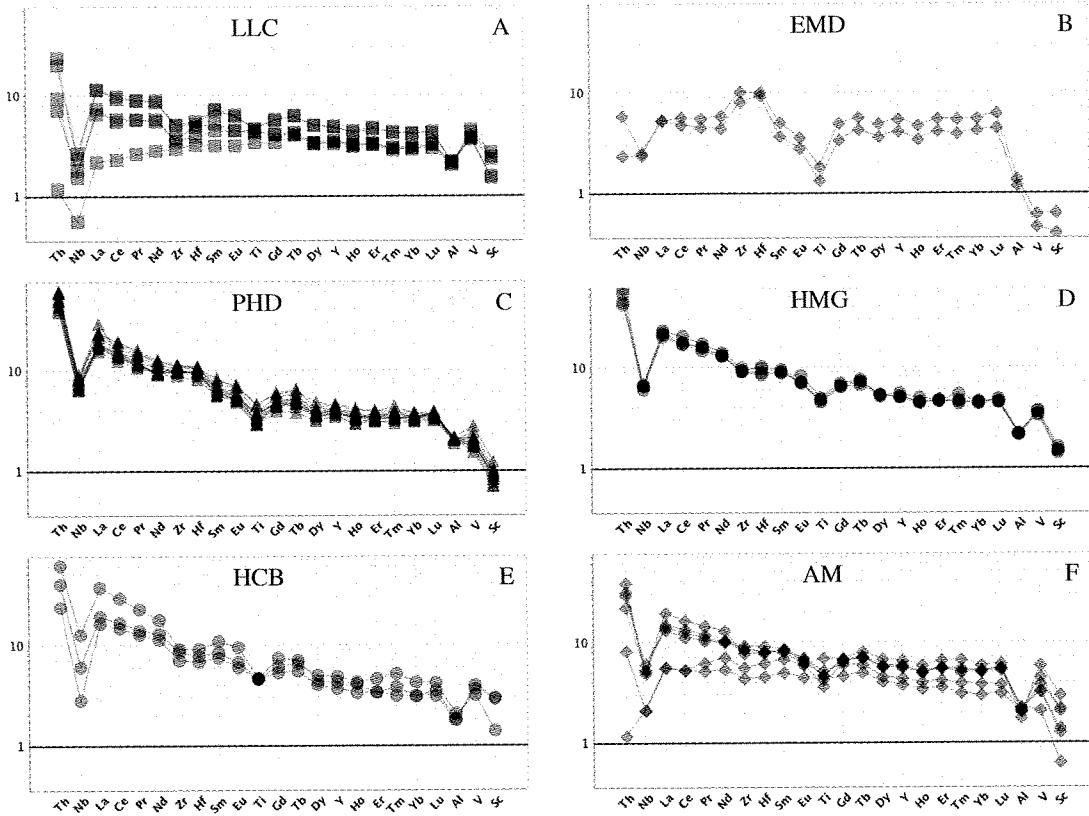 LLC A
10
1
Th Nb La Ce Pr Nd Zr Hf Sm Eu Ti Gd Tb Dy Y Ho Er Tm Yb Lu Al V Sc
EMD B
10
1
Th Nb La Ce Pr Nd Zr Hf Sm Eu Ti Gd Tb Dy Y Ho Er Tm Yb Lu Al V Sc
PHD C
10
1
Th Nb La Ce Pr Nd Zr Hf Sm Eu Ti Gd Tb Dy Y Ho Er Tm Yb Lu Al V Sc
HMG D
10
1
Th Nb La Ce Pr Nd Zr Hf Sm Eu Ti Gd Tb Dy Y Ho Er Tm Yb Lu Al V Sc
HCB E
10
1
Th Nb La Ce Pr Nd Zr Hf Sm Eu Ti Gd Tb Dy Y Ho Er Tm Yb Lu Al V Sc
AM F
10
1
Th Nb La Ce Pr Nd Zr Hf Sm Eu Ti Gd Tb Dy Y Ho Er Tm Yb Lu Al V Sc